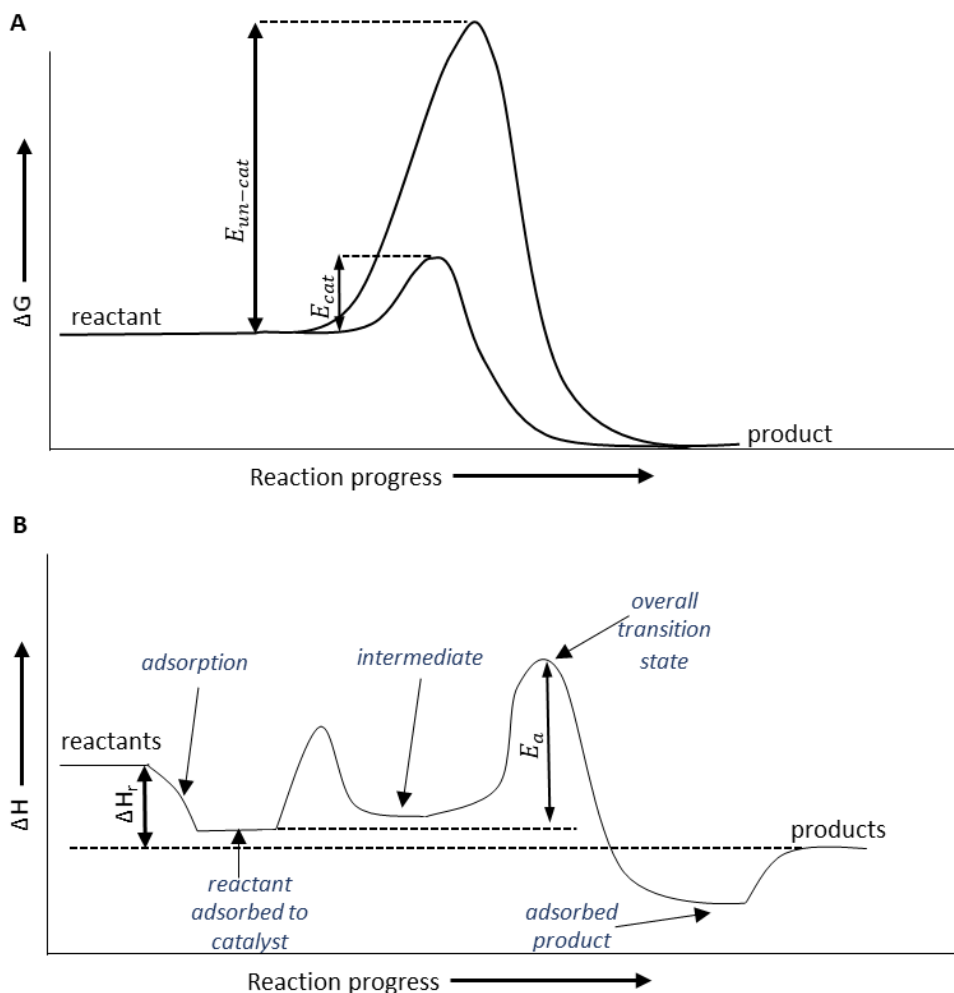 A
E_{un-cat}
E_{cat}
ΔG
reactant
product
Reaction progress
B
overall
transition
state
adsorption
intermediate
reactants
E_a
ΔH_r
ΔH
products
reactant
adsorbed to
catalyst
adsorbed
product
Reaction progress